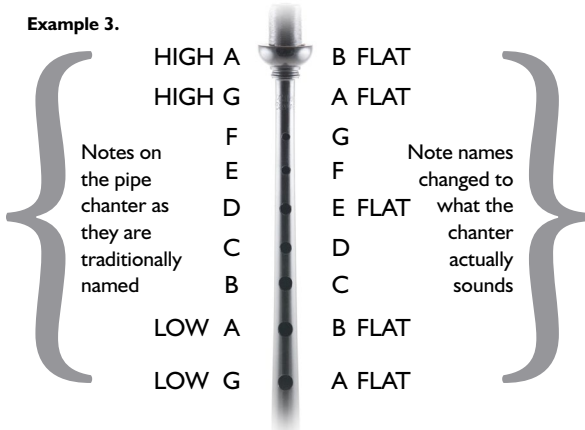 Example 3.
HIGH A B FLAT
HIGH G A FLAT
F G
E F
D E FLAT
C D
B C
LOW A B FLAT
LOW G A FLAT
Notes on
the pipe
chanter as
they are
traditionally
named
Note names
changed to
what the
chanter
actually
sounds